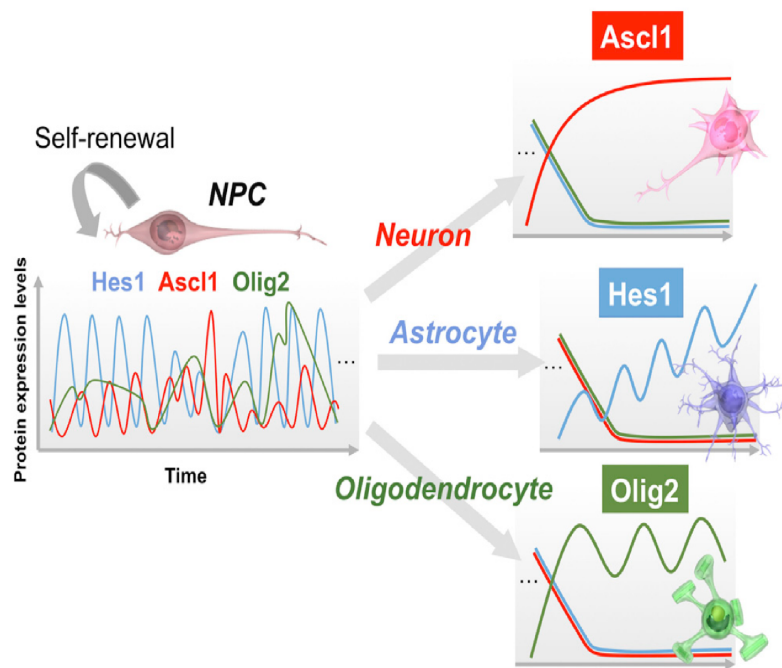 Ascl1
Self-renewal
NPC
...
Neuron
Hes1 Ascl1 Olig2
Hes1
Protein expression levels
...
Astrocyte
...
Time
Oligodendrocyte
Olig2
...